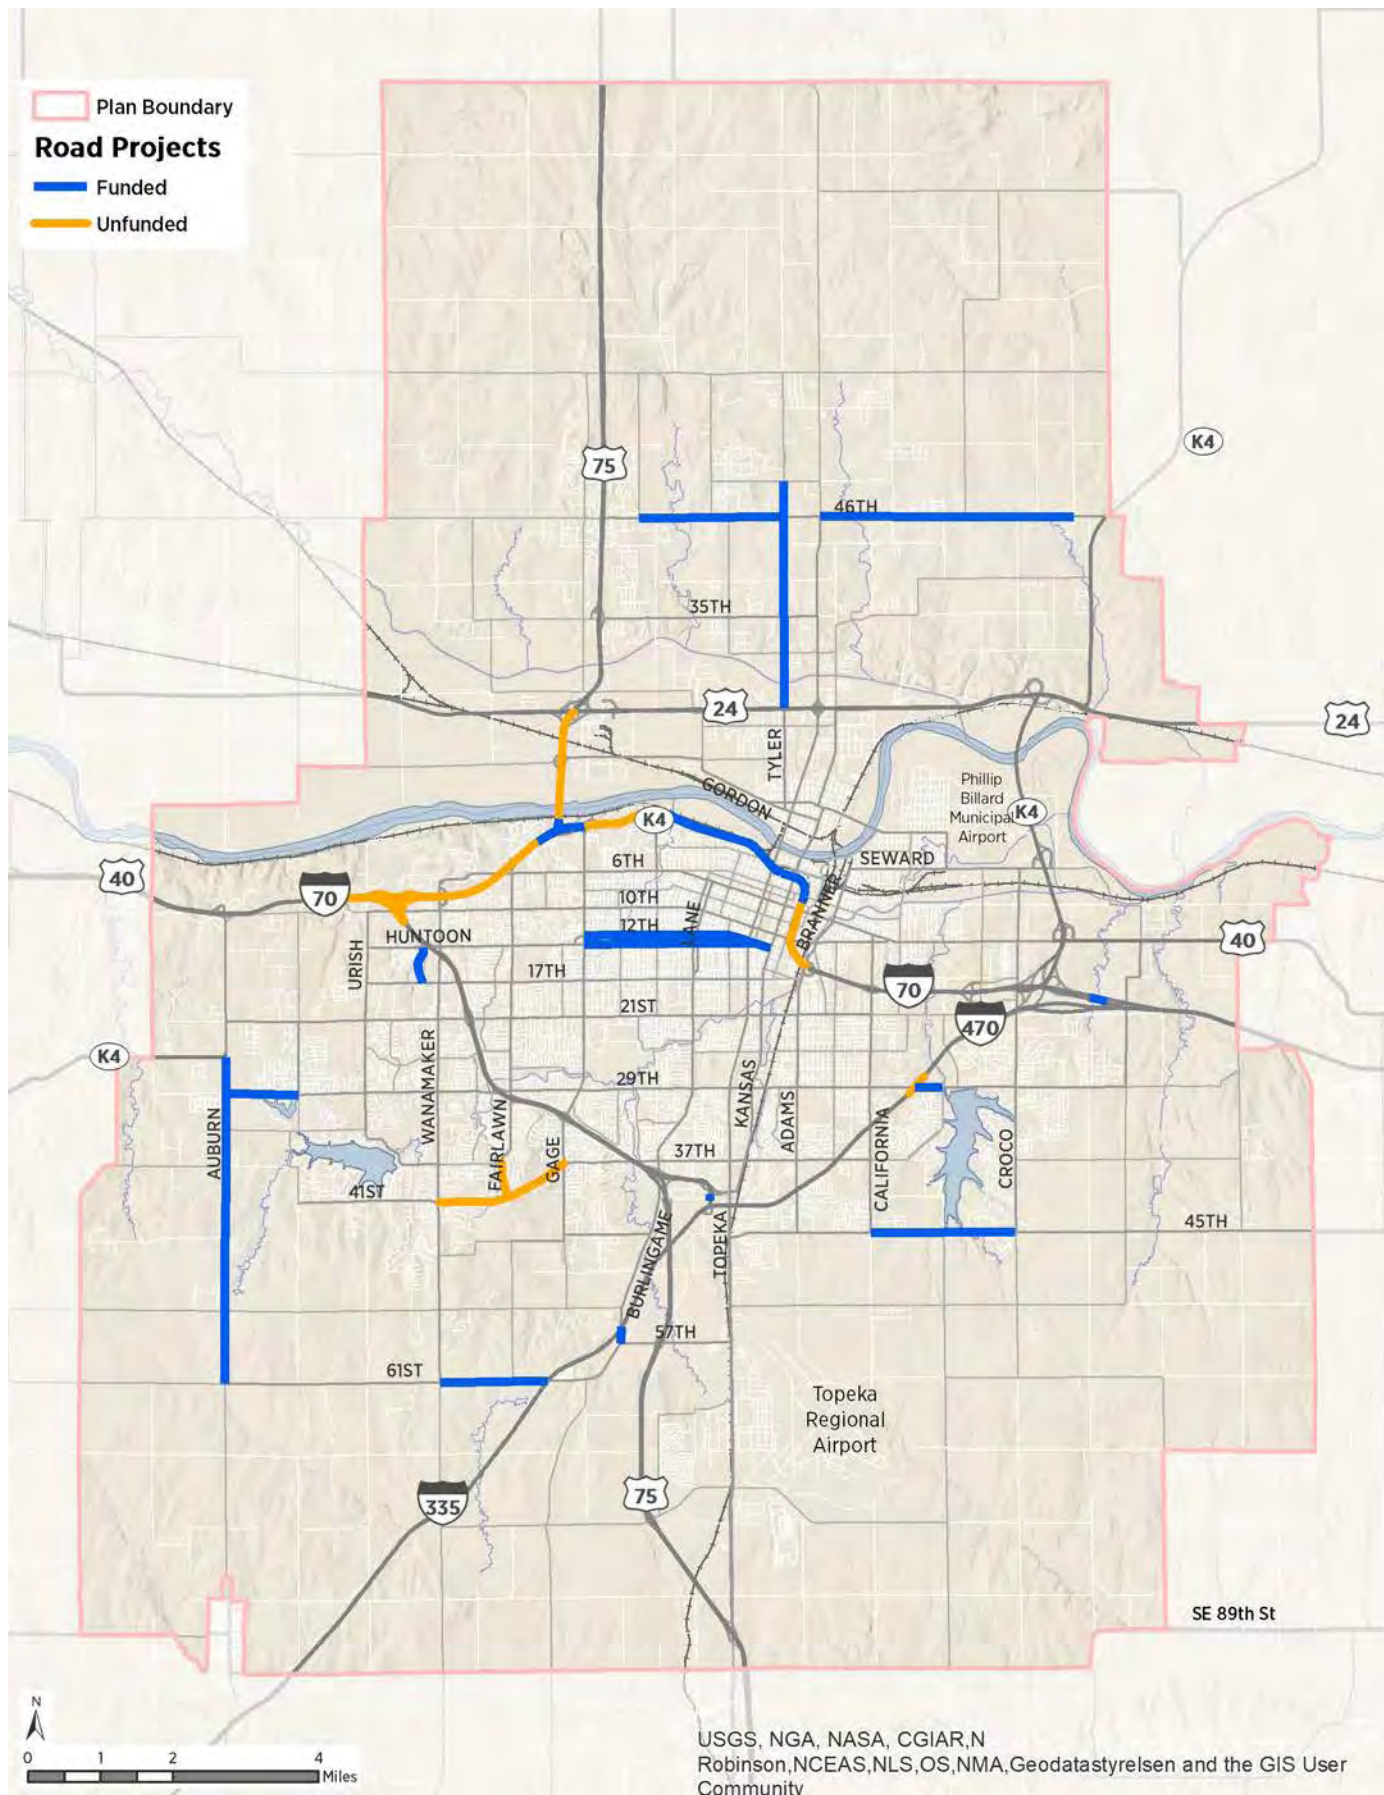 Plan Boundary
Road Projects
Funded
Unfunded
K4
75
46TH
35TH
24
24
TYLER
GORDON
Phillip
Billard
Municipal
Airport
K4
K4
6TH
SEWARD
40
70
10TH
BRANNER
12TH
LANE
HUNTOON
40
URISH
17TH
70
21ST
470
K4
WANAMAKER
29TH
KANSAS
ADAMS
AUBURN
FAIRLAWN
GAGE
37TH
CALIFORNIA
CROCO
41ST
BURLINGAME
TOPEKA
45TH
57TH
61ST
Topeka
Regional
Airport
335
75
SE 89th St
N
0 1 2 4
Miles
USGS, NGA, NASA, CGIAR,N
Robinson,NCEAS,NLS,OS,NMA,Geodatastyrelsen and the GIS User
Community